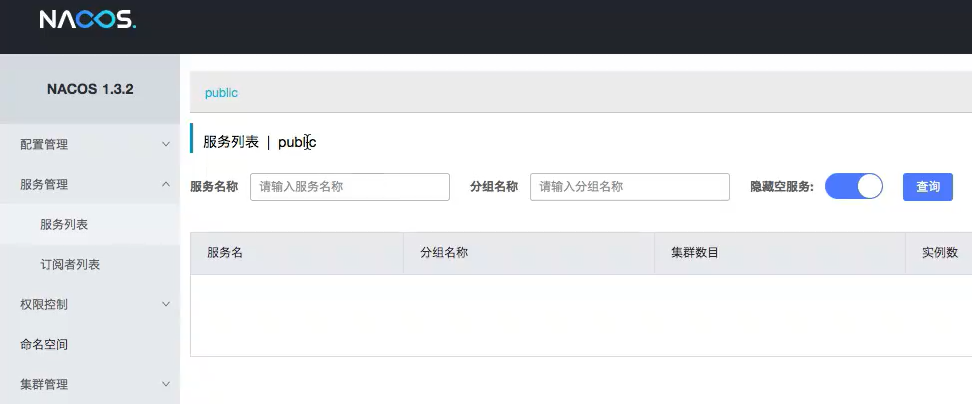 NACOS.
NACOS 1.3.2
public
配置管理
服务列表 | public
服务管理
服务名称 请输入服务名称 分组名称 请输入分组名称 隐藏空服务: 查询
服务列表
服务名 分组名称 集群数目 实例数
订阅者列表
权限控制
命名空间
集群管理